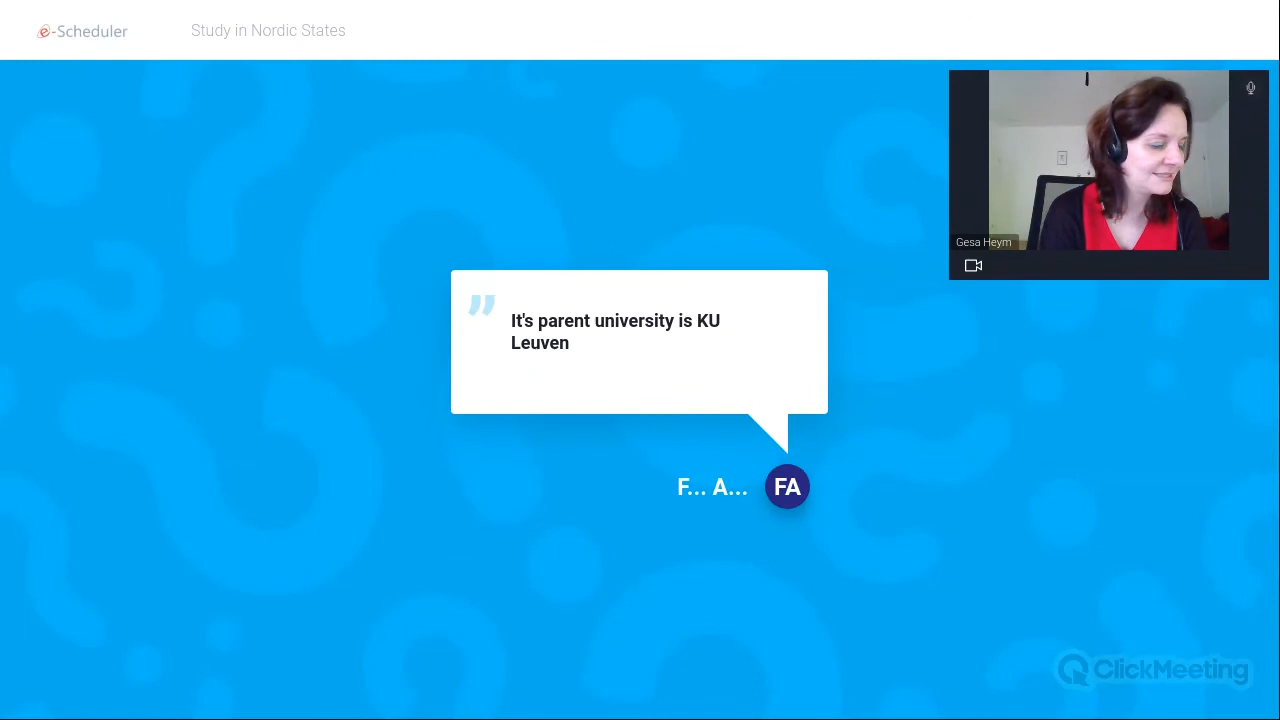 e-Scheduler
Study in Nordic States
Gesa Heym
"
It's parent university is KU
Leuven
F... A...
FA
ClickMeeting